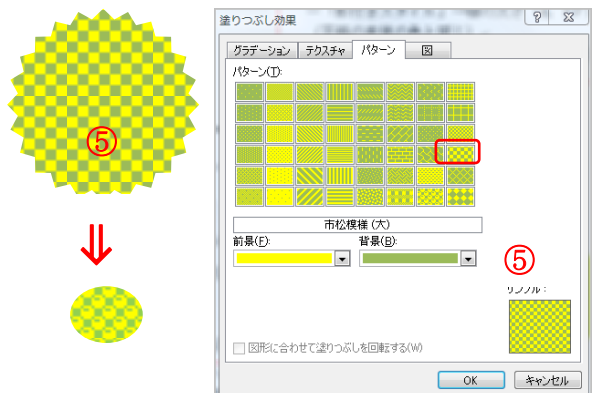 塗りつぶし効果
グラデーション テクスチャ パターン 図
パターン(T):
⑤
市松模様 (大)
前景(F): 背景(B):
⑤
図形に合わせて塗りつぶしを回転する(W)
OK キャンセル